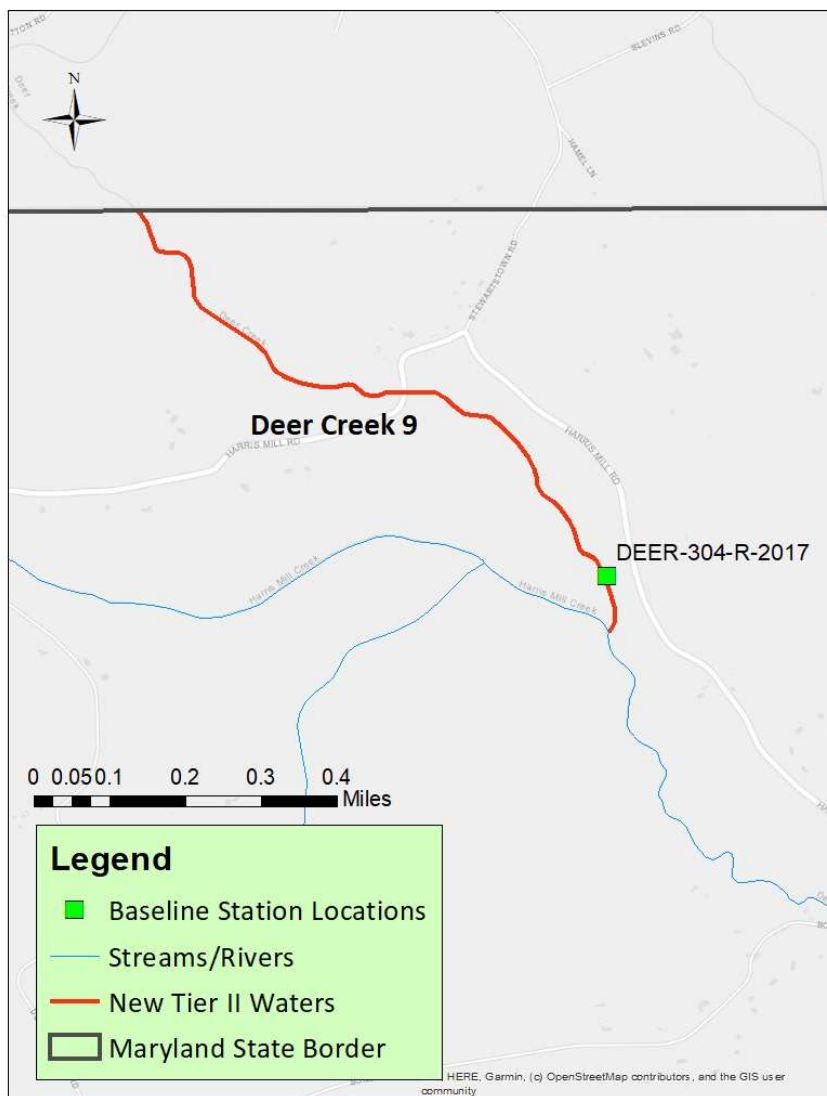 BLEVINS RD
N
Deer
HAMEL LN
STEWARTSTOWN RD
Deer Creek
Deer Creek 9
HARRIS MILL RD
HARRIS MILL RD
DEER-304-R-2017
Harris Mill Creek
Harris Mill Creek
0 0.05 0.1 0.2 0.3 0.4
Miles
Legend
Baseline Station Locations
Streams/Rivers
New Tier II Waters
Maryland State Border
HERE, Garmin, (c) OpenStreetMap contributors, and the GIS user
community